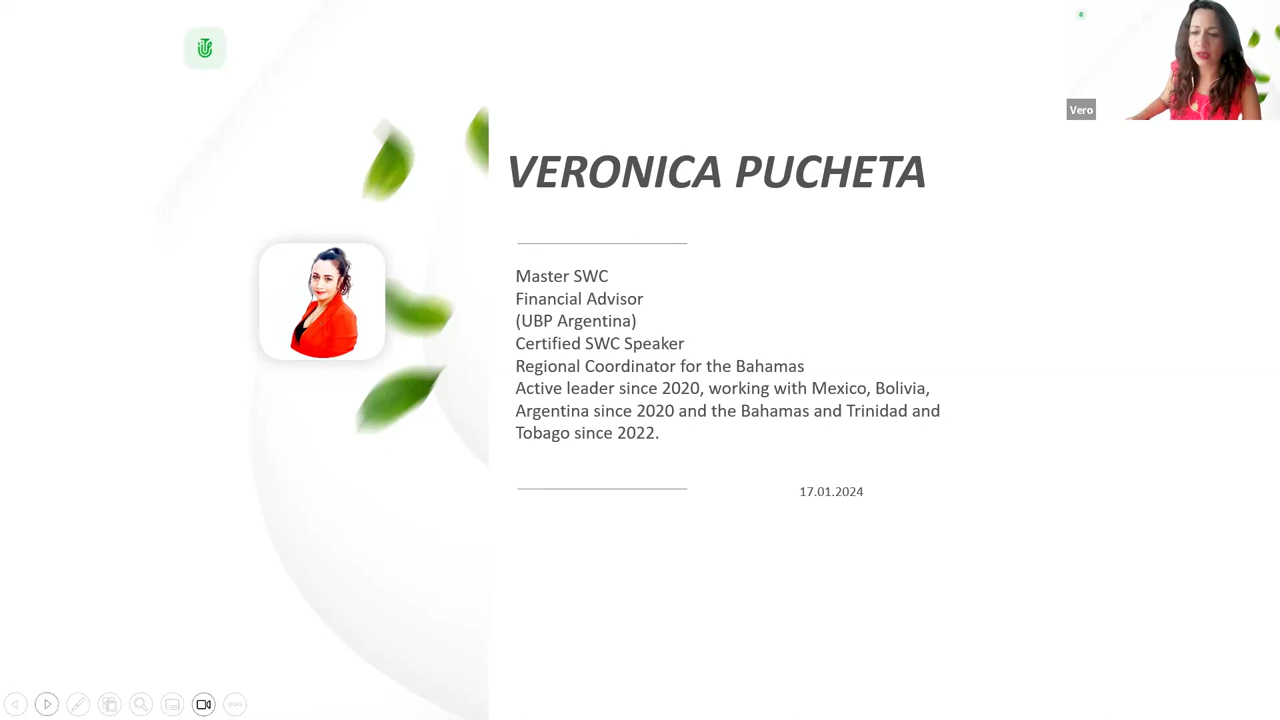 Vero
VERONICA PUCHETA
Master SWC
Financial Advisor
(UBP Argentina)
Certified SWC Speaker
Regional Coordinator for the Bahamas
Active leader since 2020, working with Mexico, Bolivia,
Argentina since 2020 and the Bahamas and Trinidad and
Tobago since 2022.
17.01.2024